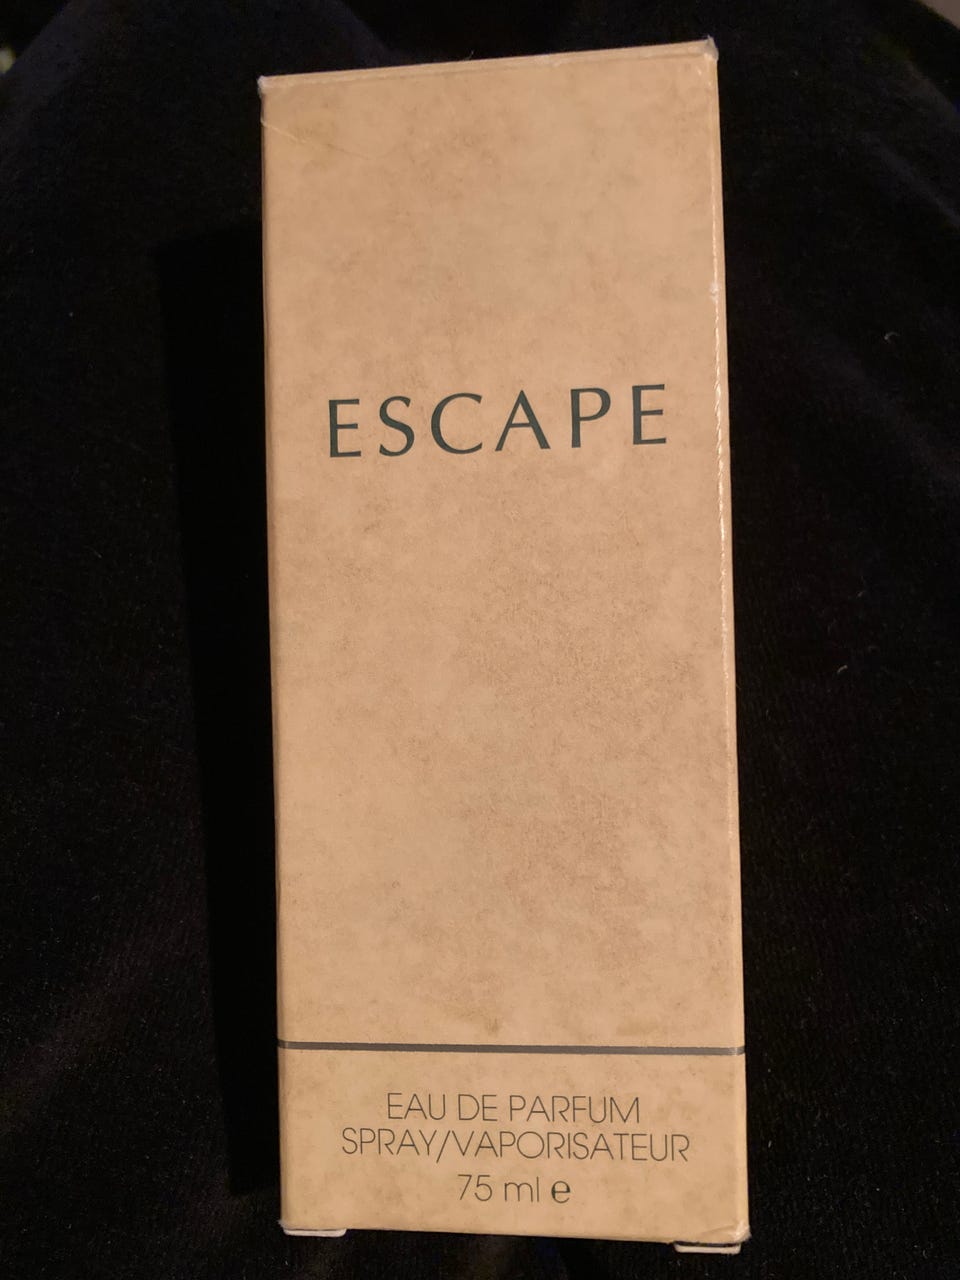 ESCAPE
EAU DE PARFUM
SPRAY/VAPORISATEUR
75 ml ℮